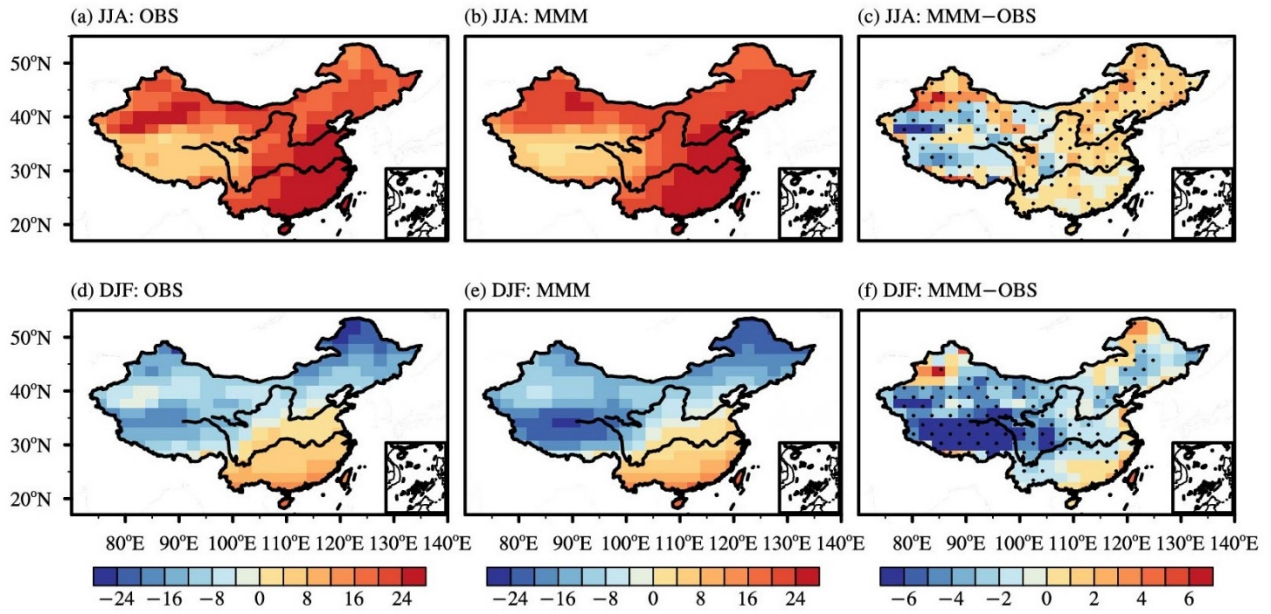 (a) JJA: OBS
(b) JJA: MMM
(c) JJA: MMM−OBS
50°N
40°N
30°N
20°N
(d) DJF: OBS
(e) DJF: MMM
(f) DJF: MMM−OBS
50°N
40°N
30°N
20°N
80°E 90°E 100°E 110°E 120°E 130°E 140°E
80°E 90°E 100°E 110°E 120°E 130°E 140°E
80°E 90°E 100°E 110°E 120°E 130°E 140°E
−24 −16 −8 0 8 16 24
−24 −16 −8 0 8 16 24
−6 −4 −2 0 2 4 6